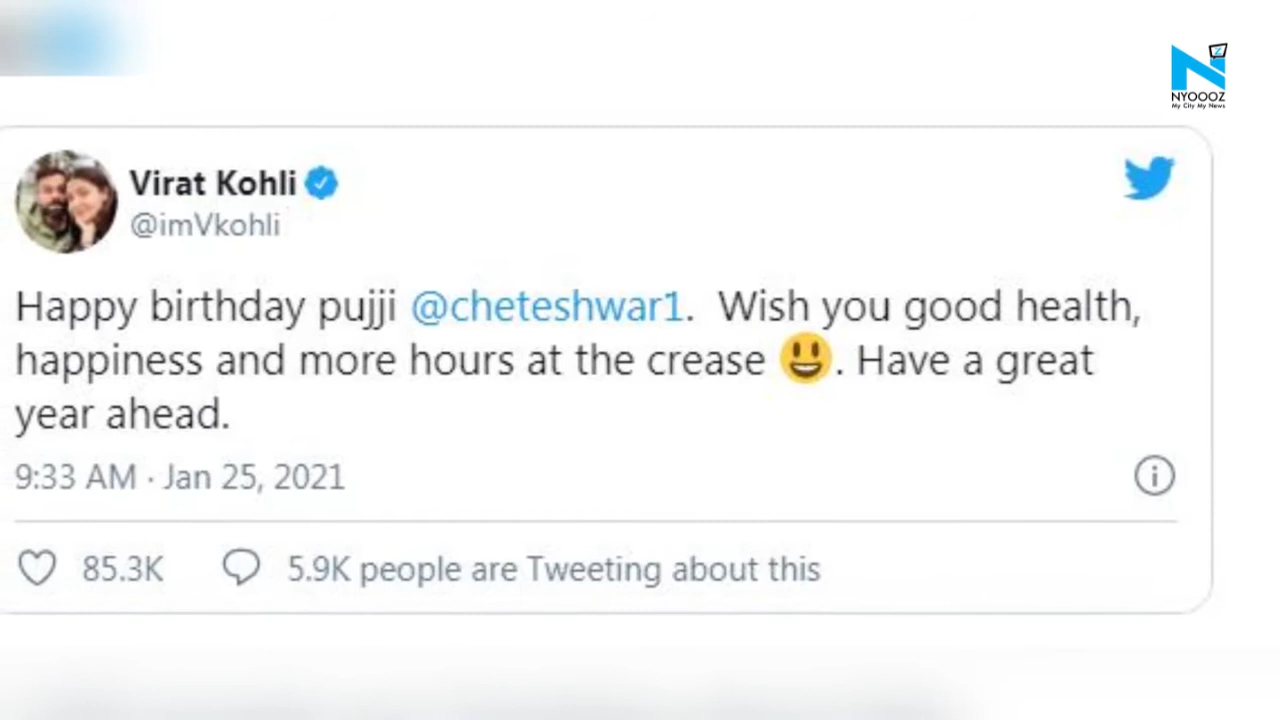 NYOOOZ
My City My News
Virat Kohli
@imVkohli
Happy birthday pujji @cheteshwar1. Wish you good health,
happiness and more hours at the crease 😃. Have a great
year ahead.
9:33 AM · Jan 25, 2021
85.3K 5.9K people are Tweeting about this